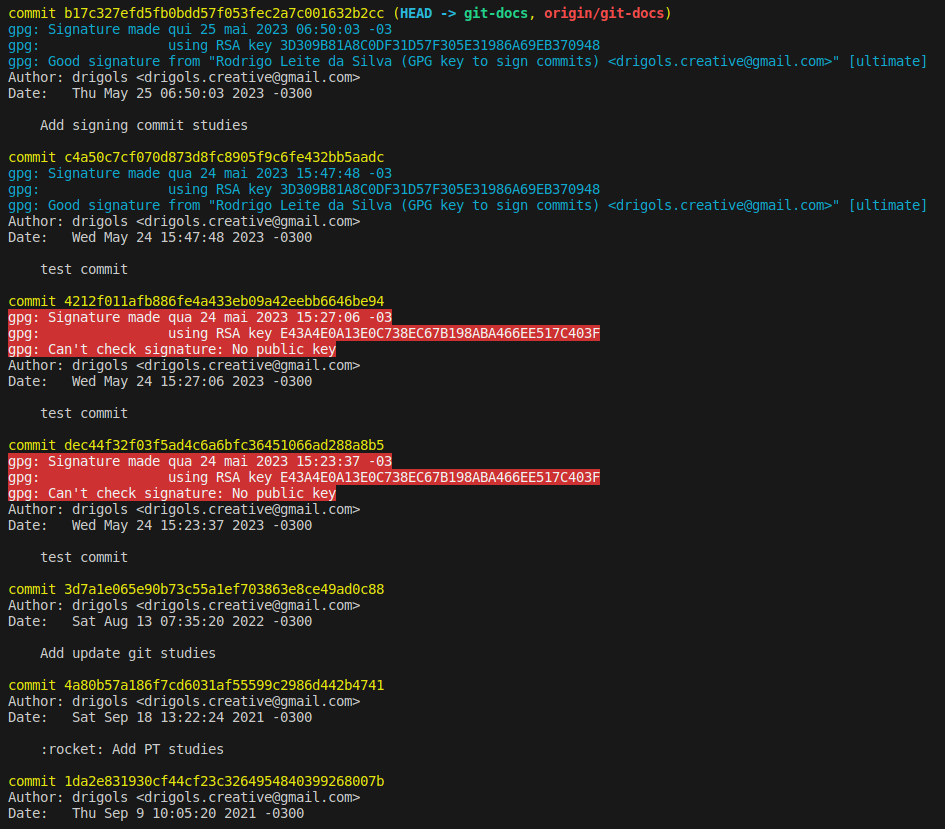 commit b17c327efd5fb0bdd57f053fec2a7c001632b2cc (HEAD -> git-docs, origin/git-docs)
gpg: Signature made qui 25 mai 2023 06:50:03 -03
gpg:                using RSA key 3D309B81A8C0DF31D57F305E31986A69EB370948
gpg: Good signature from "Rodrigo Leite da Silva (GPG key to sign commits) <drigols.creative@gmail.com>" [ultimate]
Author: drigols <drigols.creative@gmail.com>
Date:   Thu May 25 06:50:03 2023 -0300

    Add signing commit studies

commit c4a50c7cf070d873d8fc8905f9c6fe432bb5aadc
gpg: Signature made qua 24 mai 2023 15:47:48 -03
gpg:                using RSA key 3D309B81A8C0DF31D57F305E31986A69EB370948
gpg: Good signature from "Rodrigo Leite da Silva (GPG key to sign commits) <drigols.creative@gmail.com>" [ultimate]
Author: drigols <drigols.creative@gmail.com>
Date:   Wed May 24 15:47:48 2023 -0300

    test commit

commit 4212f011afb886fe4a433eb09a42eebb6646be94
gpg: Signature made qua 24 mai 2023 15:27:06 -03
gpg:                using RSA key E43A4E0A13E0C738EC67B198ABA466EE517C403F
gpg: Can't check signature: No public key
Author: drigols <drigols.creative@gmail.com>
Date:   Wed May 24 15:27:06 2023 -0300

    test commit

commit dec44f32f03f5ad4c6a6bfc36451066ad288a8b5
gpg: Signature made qua 24 mai 2023 15:23:37 -03
gpg:                using RSA key E43A4E0A13E0C738EC67B198ABA466EE517C403F
gpg: Can't check signature: No public key
Author: drigols <drigols.creative@gmail.com>
Date:   Wed May 24 15:23:37 2023 -0300

    test commit

commit 3d7a1e065e90b73c55a1ef703863e8ce49ad0c88
Author: drigols <drigols.creative@gmail.com>
Date:   Sat Aug 13 07:35:20 2022 -0300

    Add update git studies

commit 4a80b57a186f7cd6031af55599c2986d442b4741
Author: drigols <drigols.creative@gmail.com>
Date:   Sat Sep 18 13:22:24 2021 -0300

    :rocket: Add PT studies

commit 1da2e831930cf44cf23c3264954840399268007b
Author: drigols <drigols.creative@gmail.com>
Date:   Thu Sep 9 10:05:20 2021 -0300